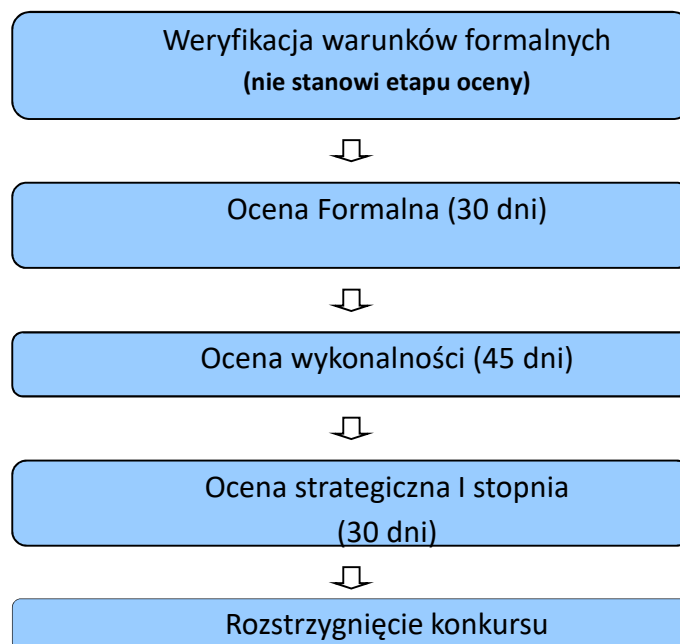 Weryfikacja warunków formalnych
(nie stanowi etapu oceny)
Ocena Formalna (30 dni)
Ocena wykonalności (45 dni)
Ocena strategiczna I stopnia
(30 dni)
Rozstrzygnięcie konkursu